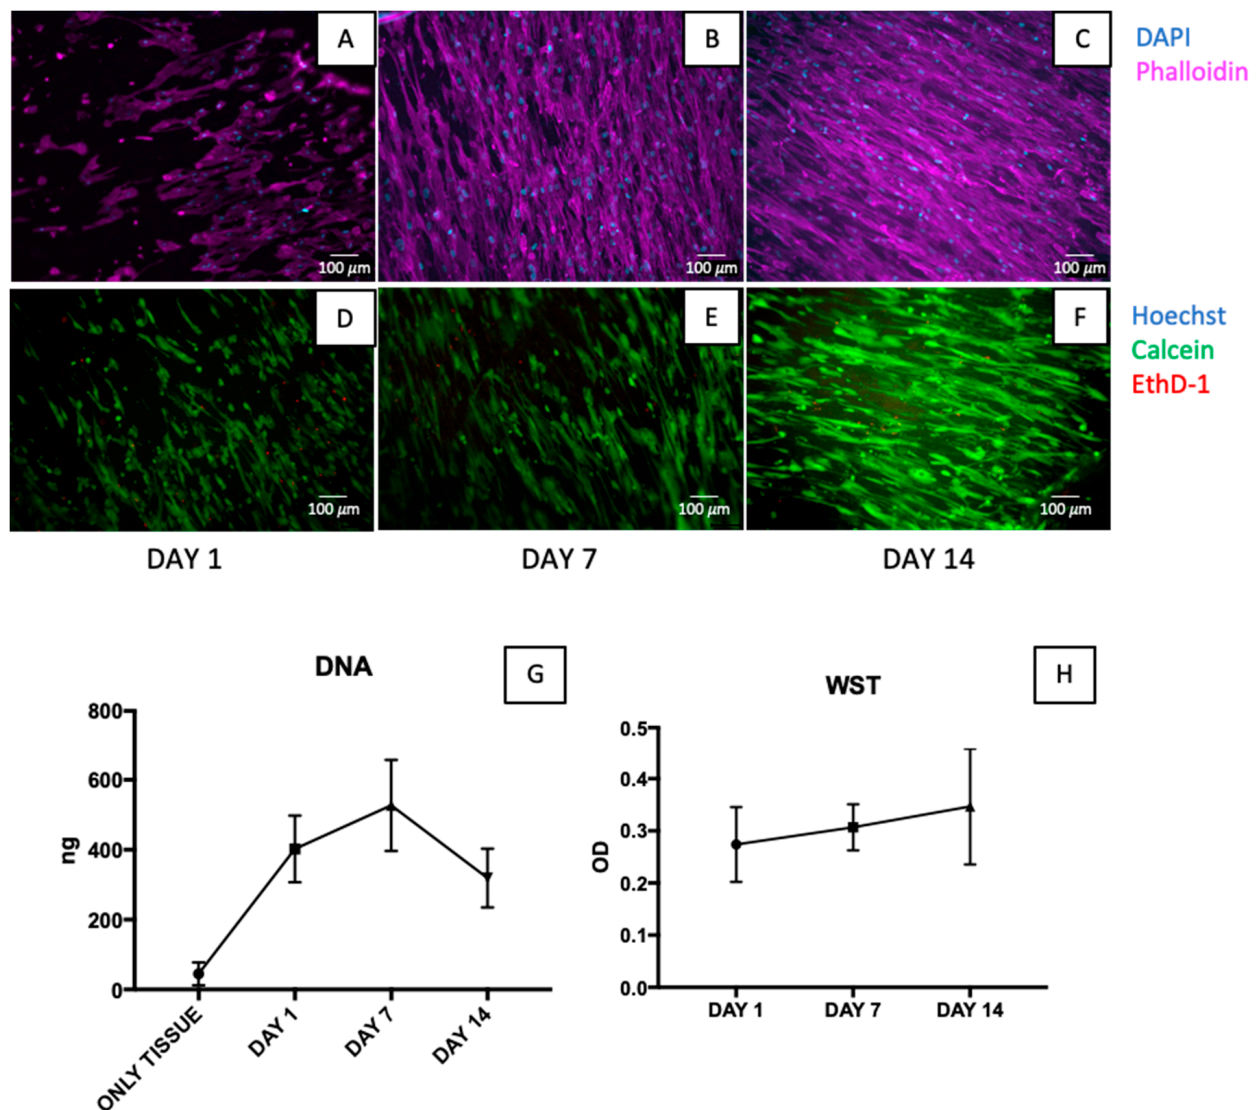 A
B
C
DAPI
Phalloidin
100 µm
100 µm
100 µm
D
E
F
Hoechst
Calcein
EthD-1
100 µm
100 µm
100 µm
DAY 1
DAY 7
DAY 14
DNA
G
800
600
400
200
0
ng
ONLY TISSUE
DAY 1
DAY 7
DAY 14
WST
H
0.5
0.4
0.3
0.2
0.1
0.0
OD
DAY 1
DAY 7
DAY 14